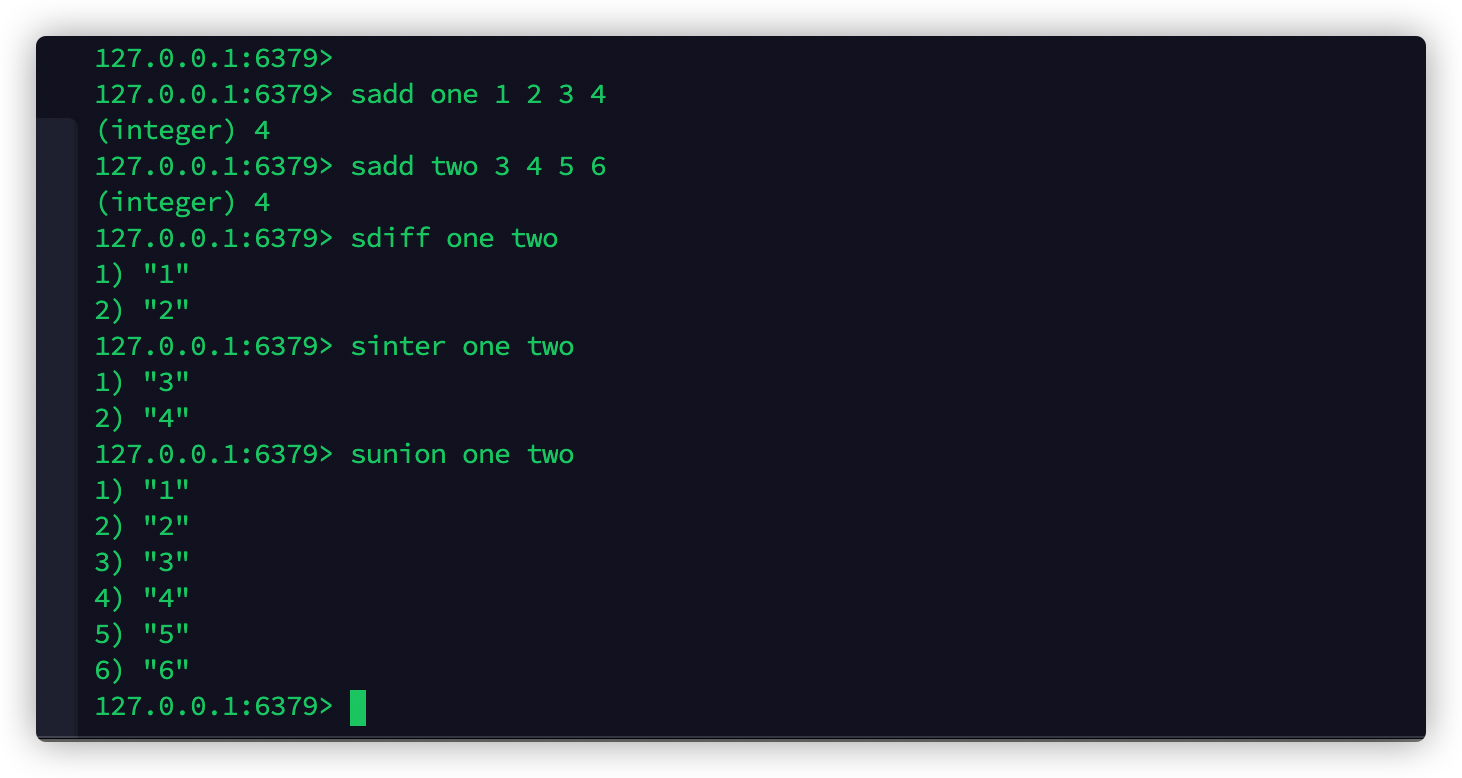 127.0.0.1:6379>
127.0.0.1:6379> sadd one 1 2 3 4
(integer) 4
127.0.0.1:6379> sadd two 3 4 5 6
(integer) 4
127.0.0.1:6379> sdiff one two
1) "1"
2) "2"
127.0.0.1:6379> sinter one two
1) "3"
2) "4"
127.0.0.1:6379> sunion one two
1) "1"
2) "2"
3) "3"
4) "4"
5) "5"
6) "6"
127.0.0.1:6379>